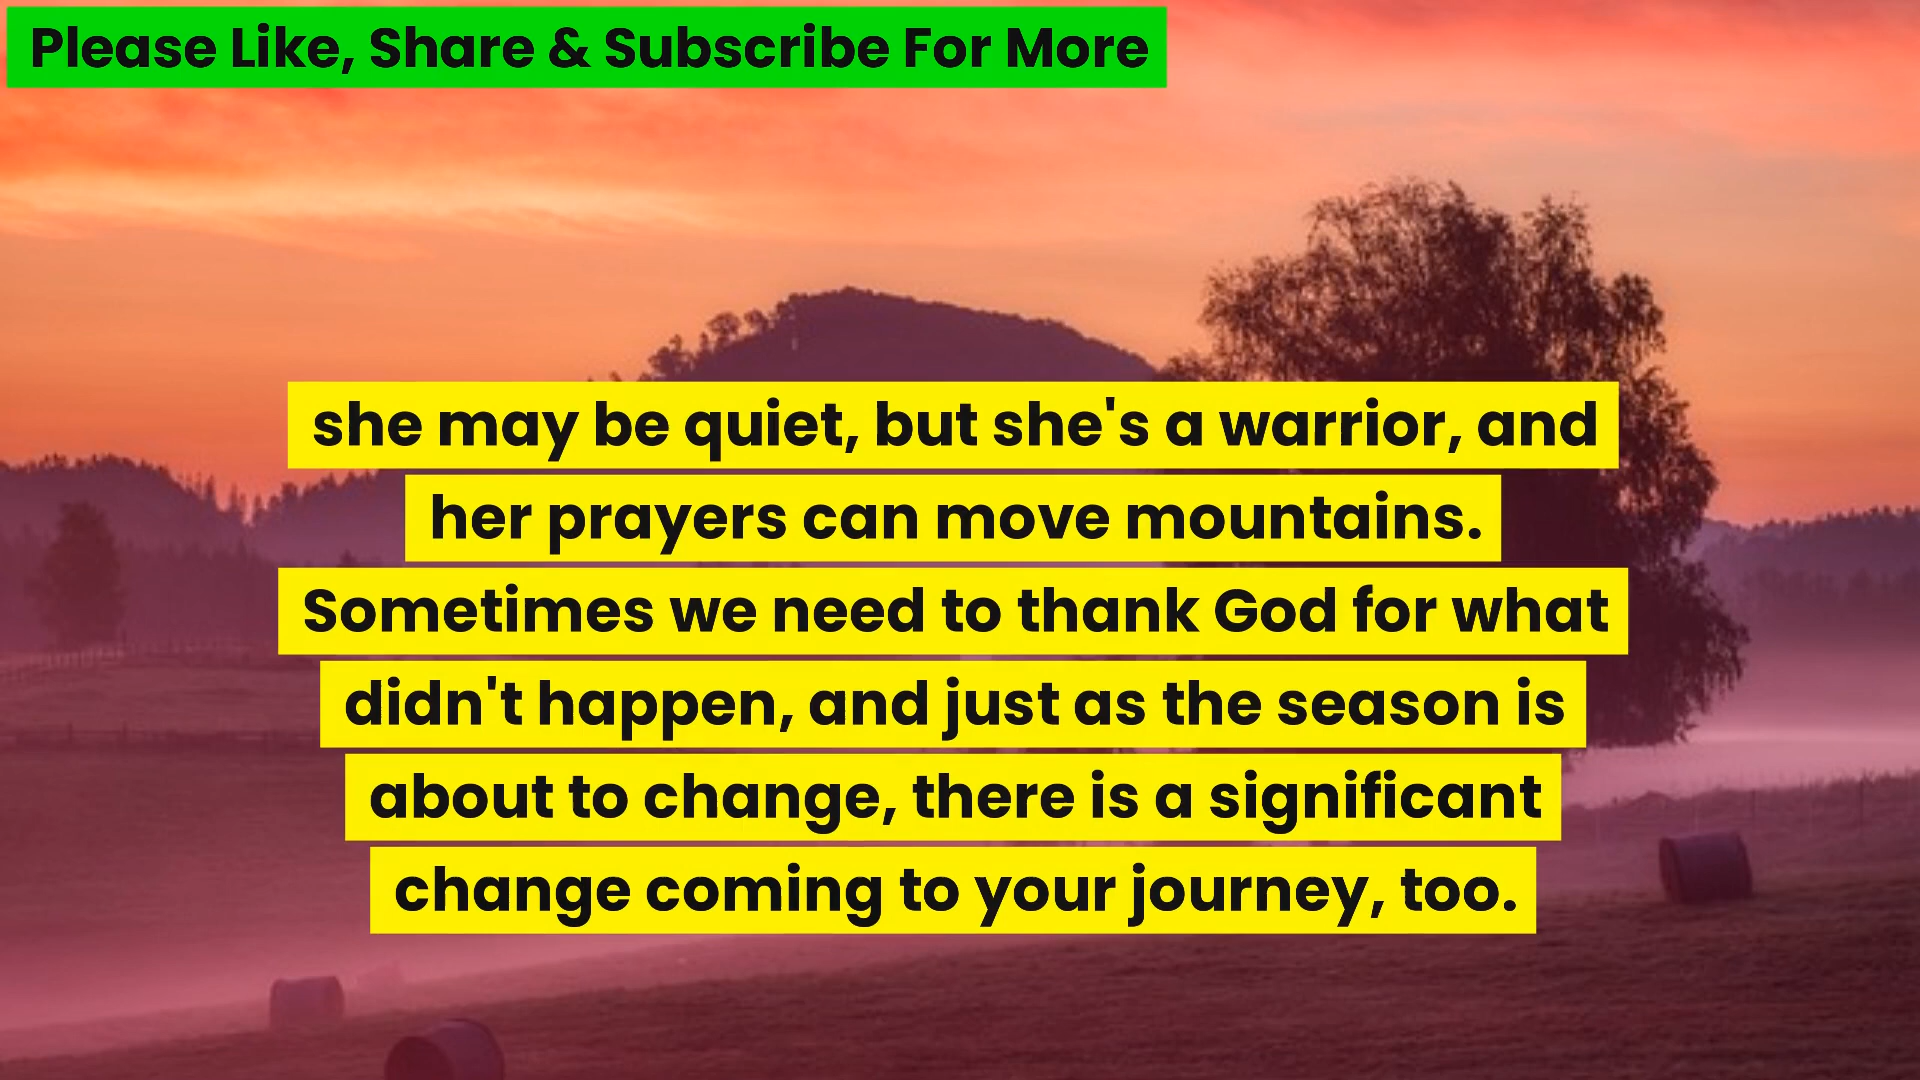 Please Like, Share & Subscribe For More
she may be quiet, but she's a warrior, and
her prayers can move mountains.
Sometimes we need to thank God for what
didn't happen, and just as the season is
about to change, there is a significant
change coming to your journey, too.